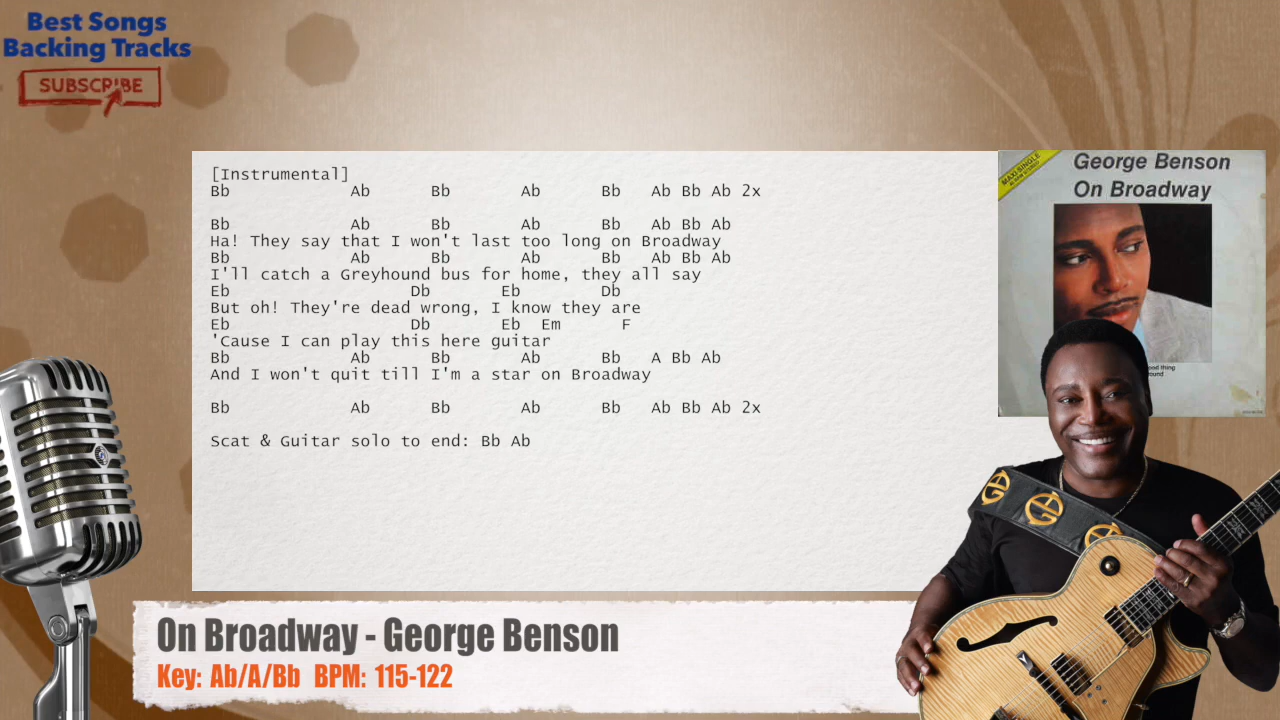 Best Songs
Backing Tracks
SUBSCRIBE
[Instrumental]
Bb Ab Bb Ab Bb Ab Bb Ab 2x
Bb Ab Bb Ab Bb Ab Bb Ab
Ha! They say that I won't last too long on Broadway
Bb Ab Bb Ab Bb Ab Bb Ab
I'll catch a Greyhound bus for home, they all say
Eb Db Eb Db
But oh! They're dead wrong, I know they are
Eb Db Eb Em F
'Cause I can play this here guitar
Bb Ab Bb Ab Bb A Bb Ab
And I won't quit till I'm a star on Broadway
Bb Ab Bb Ab Bb Ab Bb Ab 2x
Scat & Guitar solo to end: Bb Ab
MAXI-SINGLE
George Benson
On Broadway
On Broadway - George Benson
Key: Ab/A/Bb BPM: 115-122